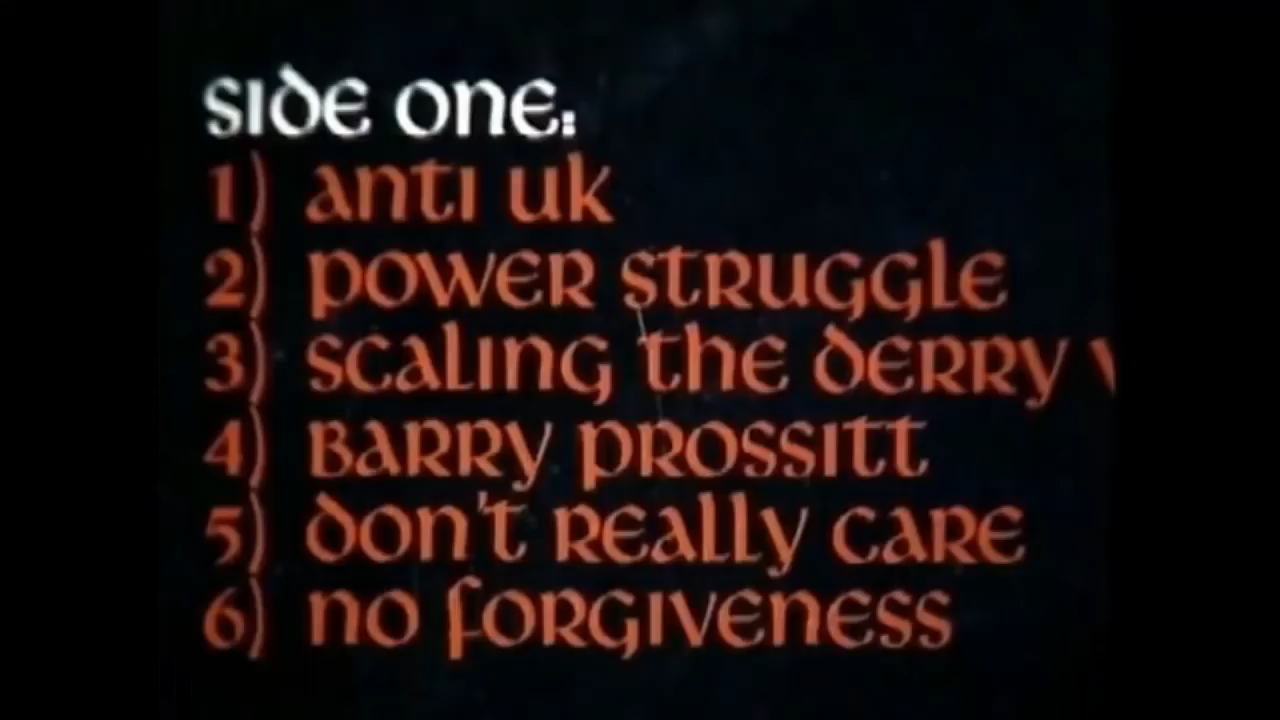 side one:
1) anti uk
2) power struggle
3) scaling the derry
4) barry prossitt
5) don't really care
6) no forgiveness